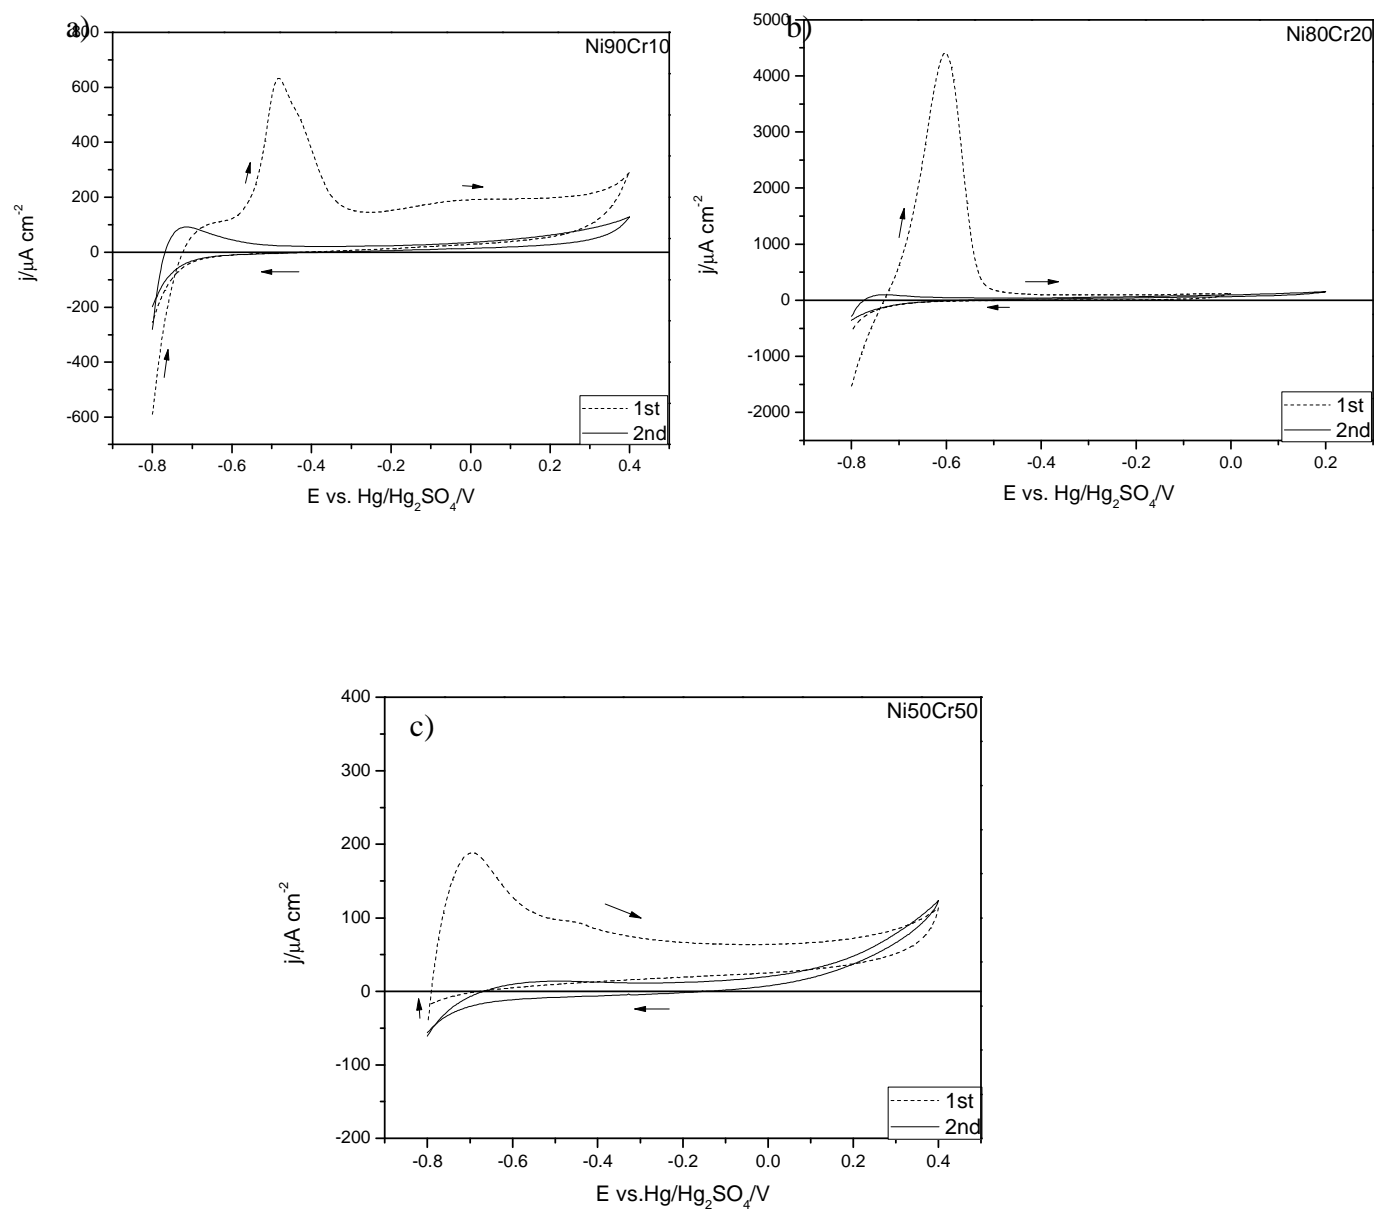 a)
Ni90Cr10
800
600
400
200
0
-200
-400
-600
j/μA cm-2
-0.8 -0.6 -0.4 -0.2 0.0 0.2 0.4
E vs. Hg/Hg2SO4/V
1st
2nd
b)
Ni80Cr20
5000
4000
3000
2000
1000
0
-1000
-2000
j/μA cm-2
-0.8 -0.6 -0.4 -0.2 0.0 0.2
E vs. Hg/Hg2SO4/V
1st
2nd
c)
Ni50Cr50
400
300
200
100
0
-100
-200
j/μA cm-2
-0.8 -0.6 -0.4 -0.2 0.0 0.2 0.4
E vs.Hg/Hg2SO4/V
1st
2nd